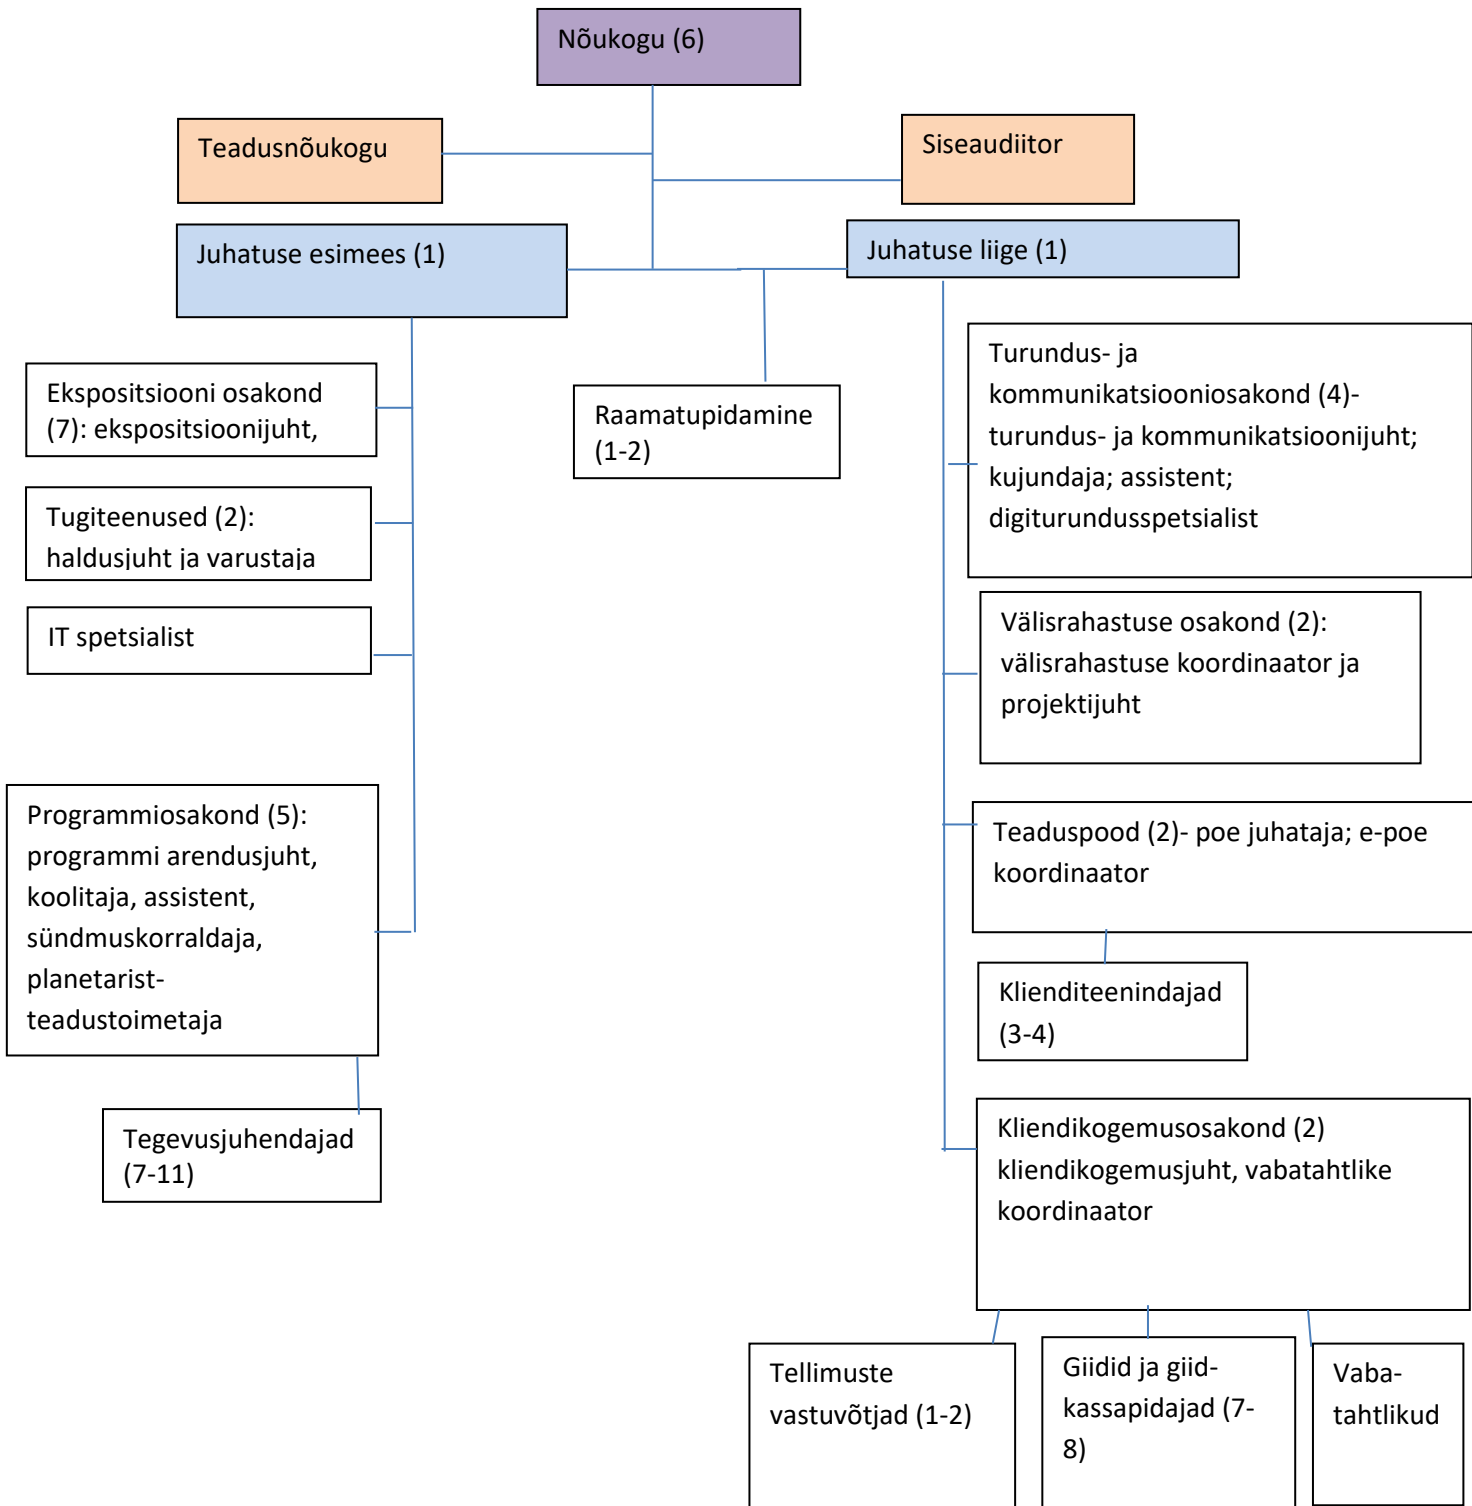 Nõukogu (6)
Teadusnõukogu
Siseaudiitor
Juhatuse esimees (1)
Juhatuse liige (1)
Ekspositsiooni osakond
(7): ekspositsioonijuht,
Raamatupidamine
(1-2)
Turundus- ja
kommunikatsiooniosakond (4)-
turundus- ja kommunikatsioonijuht;
kujundaja; assistent;
digiturundusspetsialist
Tugiteenused (2):
haldusjuht ja varustaja
IT spetsialist
Välisrahastuse osakond (2):
välisrahastuse koordinaator ja
projektijuht
Programmiosakond (5):
programmi arendusjuht,
koolitaja, assistent,
sündmuskorraldaja,
planetarist-
teadustoimetaja
Teaduspood (2)- poe juhataja; e-poe
koordinaator
Klienditeenindajad
(3-4)
Tegevusjuhendajad
(7-11)
Kliendikogemusosakond (2)
kliendikogemusjuht, vabatahtlike
koordinaator
Tellimuste
vastuvõtjad (1-2)
Giidid ja giid-
kassapidajad (7-
8)
Vaba-
tahtlikud